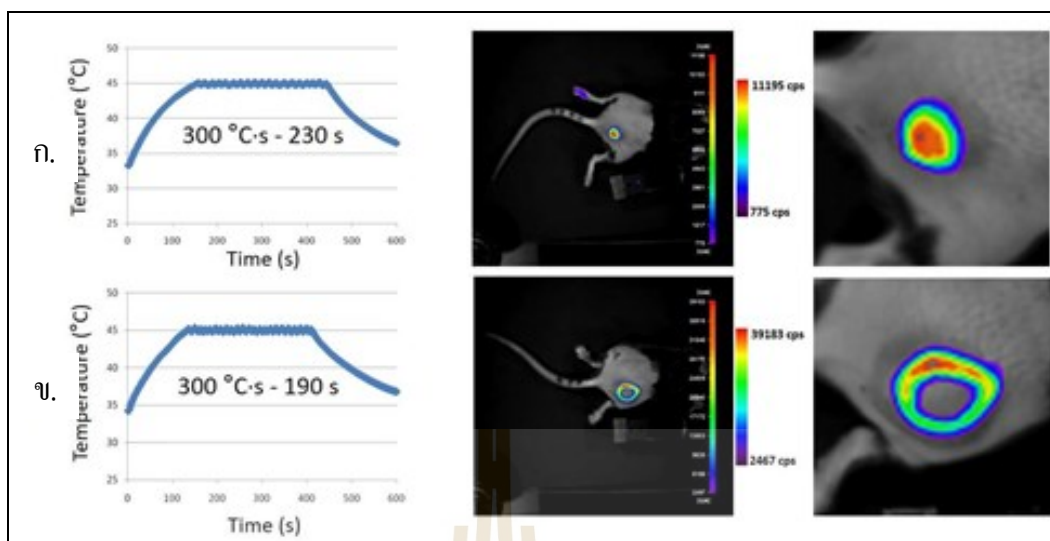 ก.
Temperature (°C)
50
45
40
35
30
25
300 °C·s - 230 s
0 100 200 300 400 500 600
Time (s)
11195 cps
775 cps
ข.
Temperature (°C)
50
45
40
35
30
25
300 °C·s - 190 s
0 100 200 300 400 500 600
Time (s)
39183 cps
2467 cps